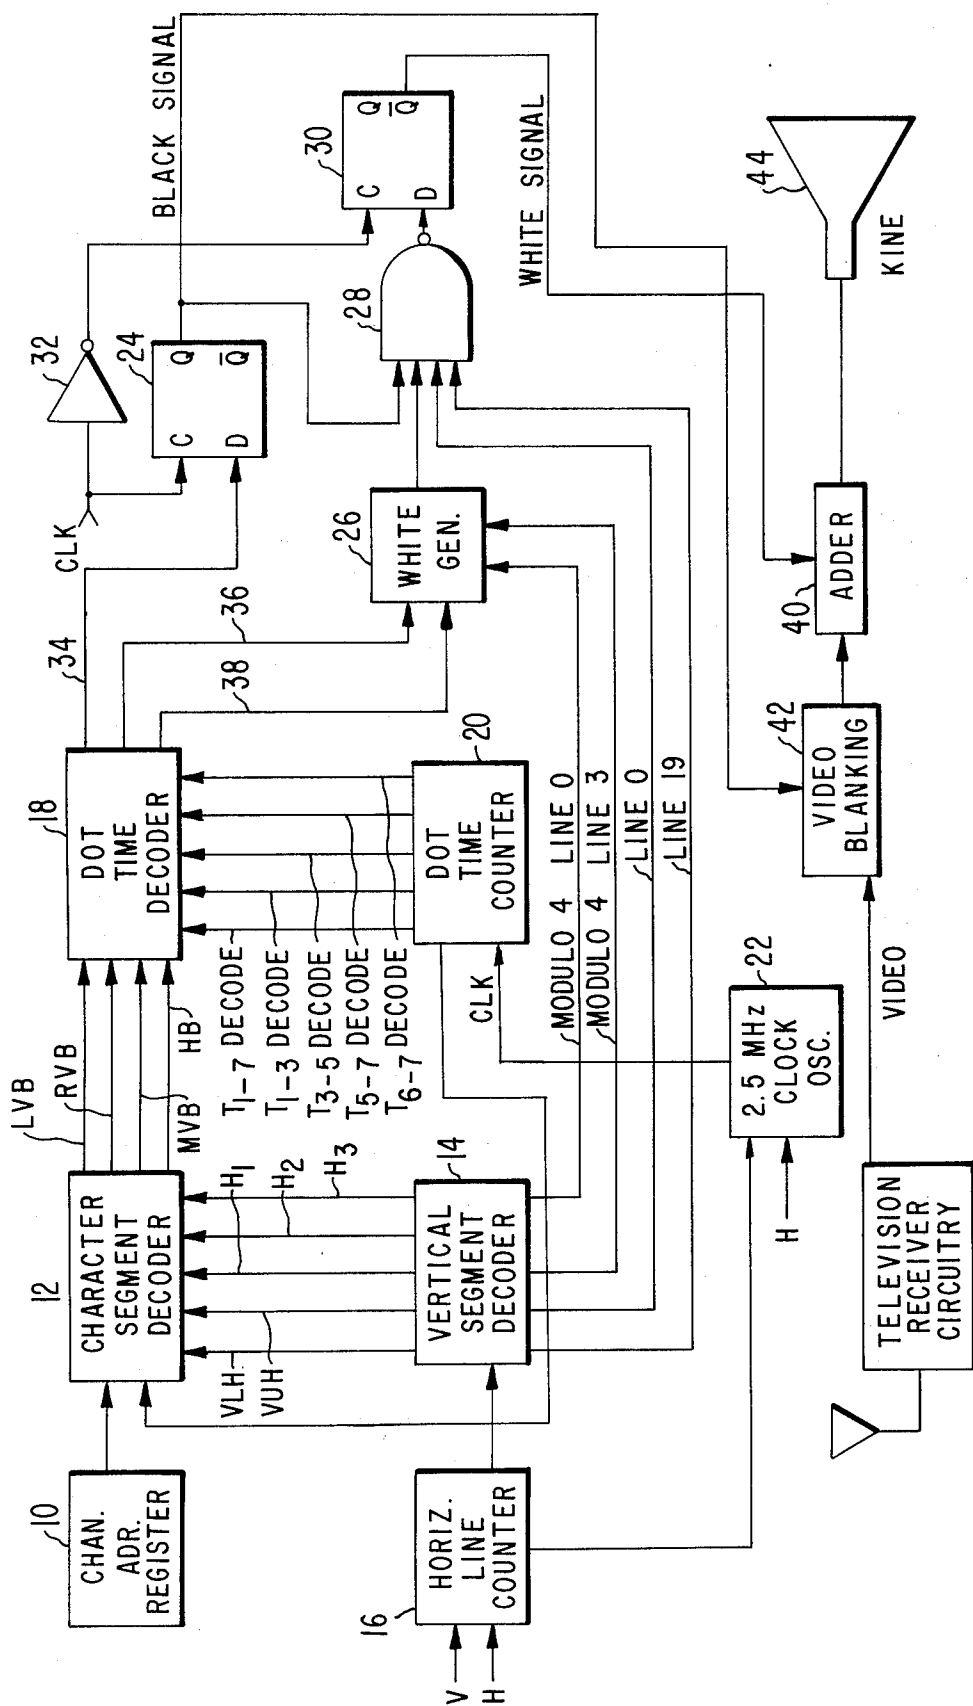 10
CHAN.
ADR.
REGISTER
12
CHARACTER
SEGMENT
DECODER
LVB
RVB
MVB
HB
18
DOT
TIME
DECODER
34
36
38
CLK
32
24
C
Q
D
Q̅
BLACK SIGNAL
VLH
VUH
H1
H2
H3
T1-7 DECODE
T1-3 DECODE
T3-5 DECODE
T5-7 DECODE
T6-7 DECODE
16
HORIZ.
LINE
COUNTER
V
H
14
VERTICAL
SEGMENT
DECODER
20
DOT
TIME
COUNTER
CLK
26
WHITE
GEN.
28
30
C
Q
D
Q̅
WHITE SIGNAL
MODULO 4 LINE 0
MODULO 4 LINE 3
LINE 0
LINE 19
22
2.5 MHz
CLOCK
OSC.
H
TELEVISION
RECEIVER
CIRCUITRY
VIDEO
42
VIDEO
BLANKING
40
ADDER
44
KINE